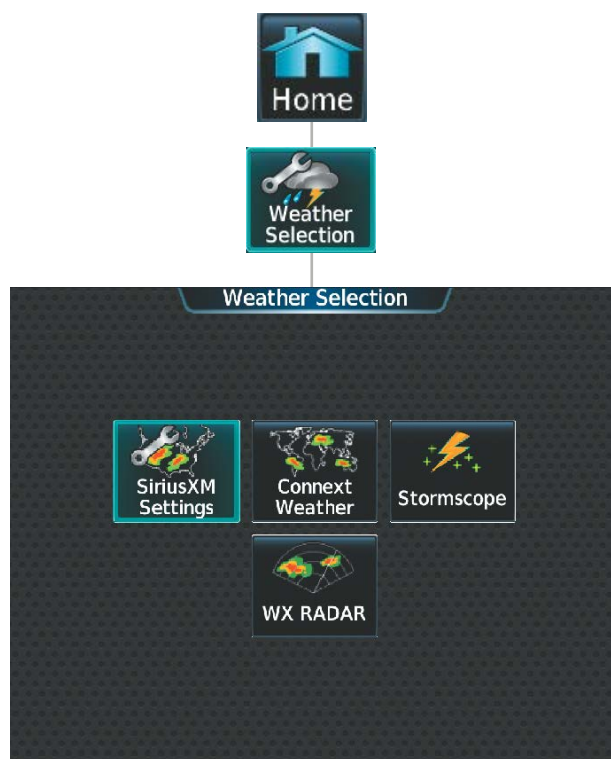 Home
Weather
Selection
Weather Selection
SiriusXM
Settings
Connext
Weather
Stormscope
WX RADAR